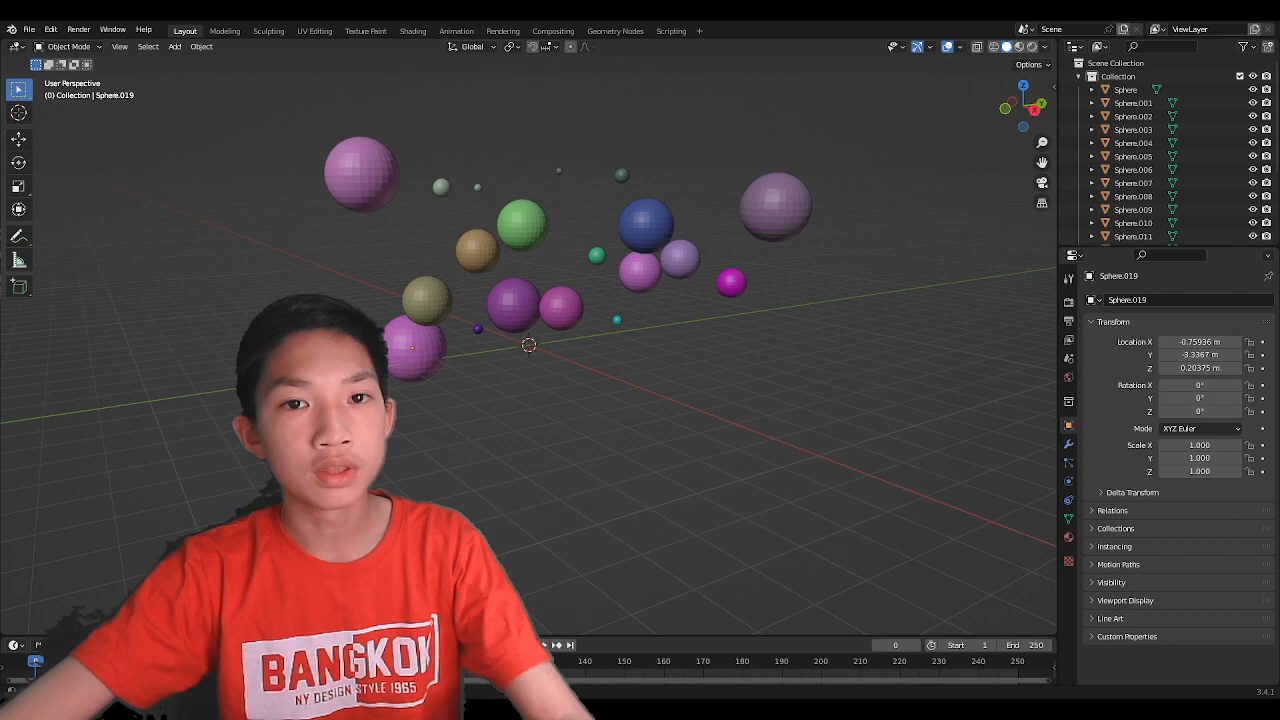 File Edit Render Window Help Layout Modeling Sculpting UV Editing Texture Paint Shading Animation Rendering Compositing Geometry Nodes Scripting + Scene ViewLayer
Object Mode View Select Add Object Global
Options
User Perspective
(0) Collection | Sphere.019
Z
Y
X
Scene Collection
Collection
Sphere
Sphere.001
Sphere.002
Sphere.003
Sphere.004
Sphere.005
Sphere.006
Sphere.007
Sphere.008
Sphere.009
Sphere.010
Sphere.011
Sphere.019
Sphere.019
Transform
Location X -0.75936 m
Y -3.3367 m
Z 0.20375 m
Rotation X 0°
Y 0°
Z 0°
Mode XYZ Euler
Scale X 1.000
Y 1.000
Z 1.000
Delta Transform
Relations
Collections
Instancing
Motion Paths
Visibility
Viewport Display
Line Art
Custom Properties
BANGKOK
NY DESIGN STYLE 1965
0 Start 1 End 250
0 140 150 160 170 180 190 200 210 220 230 240 250
3.4.1